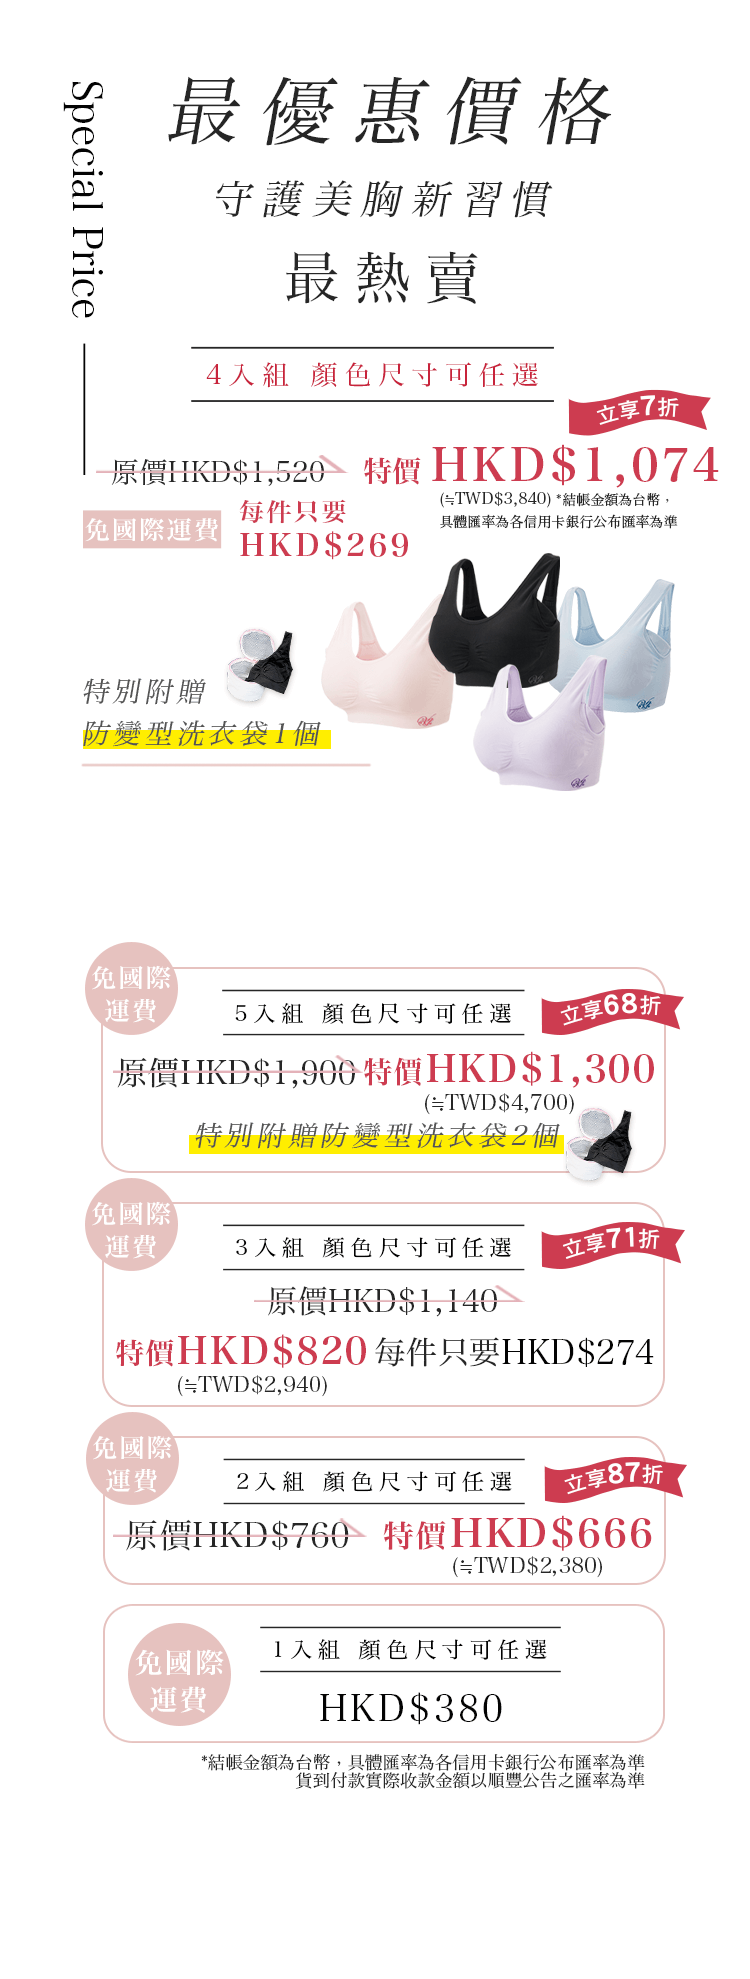 Special Price
最優惠價格
守護美胸新習慣
最熱賣
4入組 顏色尺寸可任選
立享7折
原價HKD$1,520 特價 HKD$1,074
(≒TWD$3,840) *結帳金額為台幣，
具體匯率為各信用卡銀行公布匯率為準
免國際運費
每件只要
HKD$269
特別附贈
防變型洗衣袋1個
免國際
運費
5入組 顏色尺寸可任選
立享68折
原價HKD$1,900 特價HKD$1,300
(≒TWD$4,700)
特別附贈防變型洗衣袋2個
免國際
運費
3入組 顏色尺寸可任選
立享71折
原價HKD$1,140
特價HKD$820 每件只要HKD$274
(≒TWD$2,940)
免國際
運費
2入組 顏色尺寸可任選
立享87折
原價HKD$760 特價HKD$666
(≒TWD$2,380)
免國際
運費
1入組 顏色尺寸可任選
HKD$380
*結帳金額為台幣，具體匯率為各信用卡銀行公布匯率為準
貨到付款實際收款金額以順豐公告之匯率為準